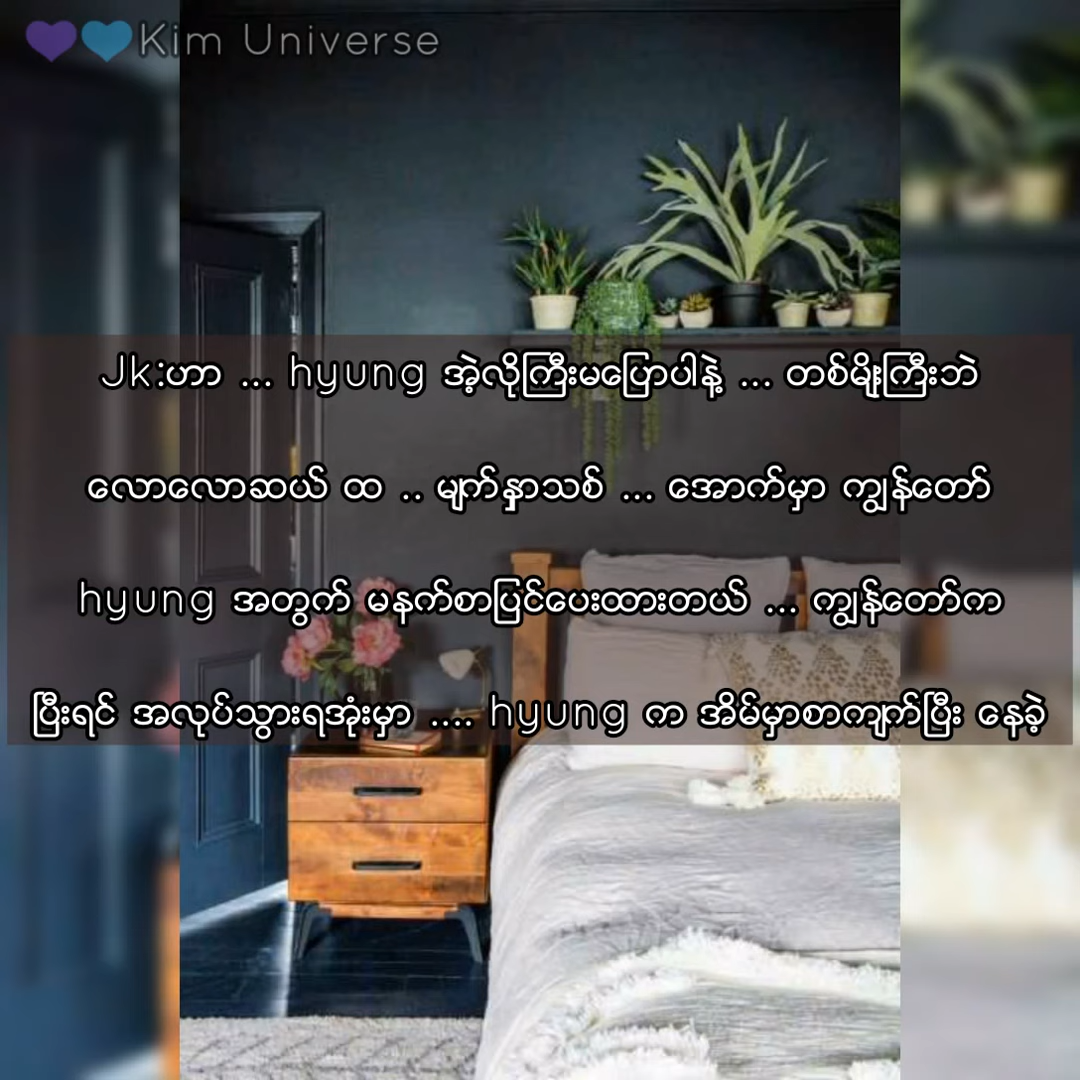 💜💙Kim Universe
Jk:ဟာ ... hyung အဲ့လိုကြီးမပြောပါနဲ့ ... တစ်မျိုးကြီးဘဲ
လောလောဆယ် ထ .. မျက်နှာသစ် ... အောက်မှာ ကျွန်တော်
hyung အတွက် မနက်စာပြင်ပေးထားတယ် ... ကျွန်တော်က
ပြီးရင် အလုပ်သွားရအုံးမှာ .... hyung က အိမ်မှာစာကျက်ပြီး နေခဲ့